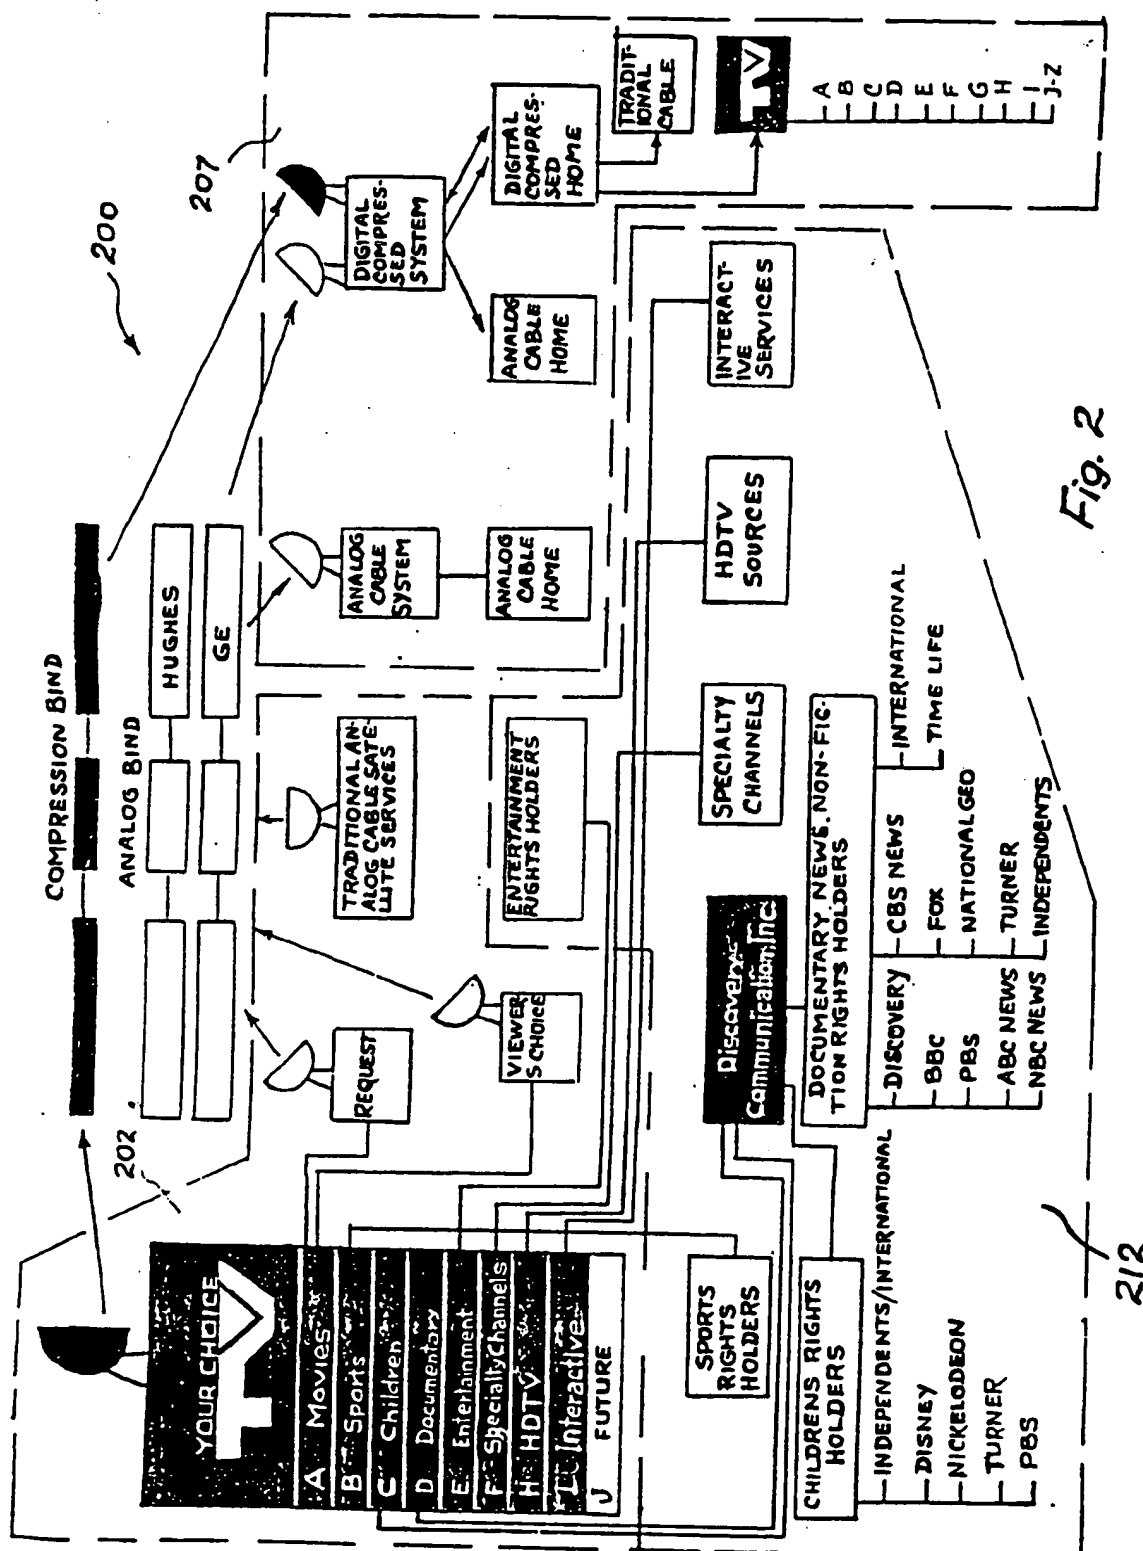 200
207
202
212
COMPRESSION BIND
ANALOG BIND
HUGHES
GE
YOUR CHOICE
TV
A Movies
B Sports
C Children
D Documentary
E Entertainment
F Specialty Channels
H HDTV
Interactive
J FUTURE
REQUEST
VIEWER
S CHOICE
TRADITIONAL AN-
ALOG CABLE SATE-
LLITE SERVICES
ENTERTAINMENT
RIGHTS HOLDERS
ANALOG
CABLE
SYSTEM
ANALOG
CABLE
HOME
DIGITAL
COMPRES-
SED
SYSTEM
ANALOG
CABLE
HOME
DIGITAL
COMPRES-
SED
HOME
TRADIT-
IONAL
CABLE
TV
A
B
C
D
E
F
G
H
I
J-Z
SPORTS
RIGHTS
HOLDERS
CHILDRENS RIGHTS
HOLDERS
INDEPENDENTS/INTERNATIONAL
DISNEY
NICKELODEON
TURNER
PBS
Discovery
Communication, Inc.
DOCUMENTARY, NEWS, NON-FIC-
TION RIGHTS HOLDERS
DISCOVERY
BBC
PBS
ABC NEWS
NBC NEWS
CBS NEWS
FOX
NATIONAL GEO
TURNER
INDEPENDENTS
INTERNATIONAL
TIME LIFE
SPECIALTY
CHANNELS
HDTV
SOURCES
INTERACT-
IVE
SERVICES
Fig. 2